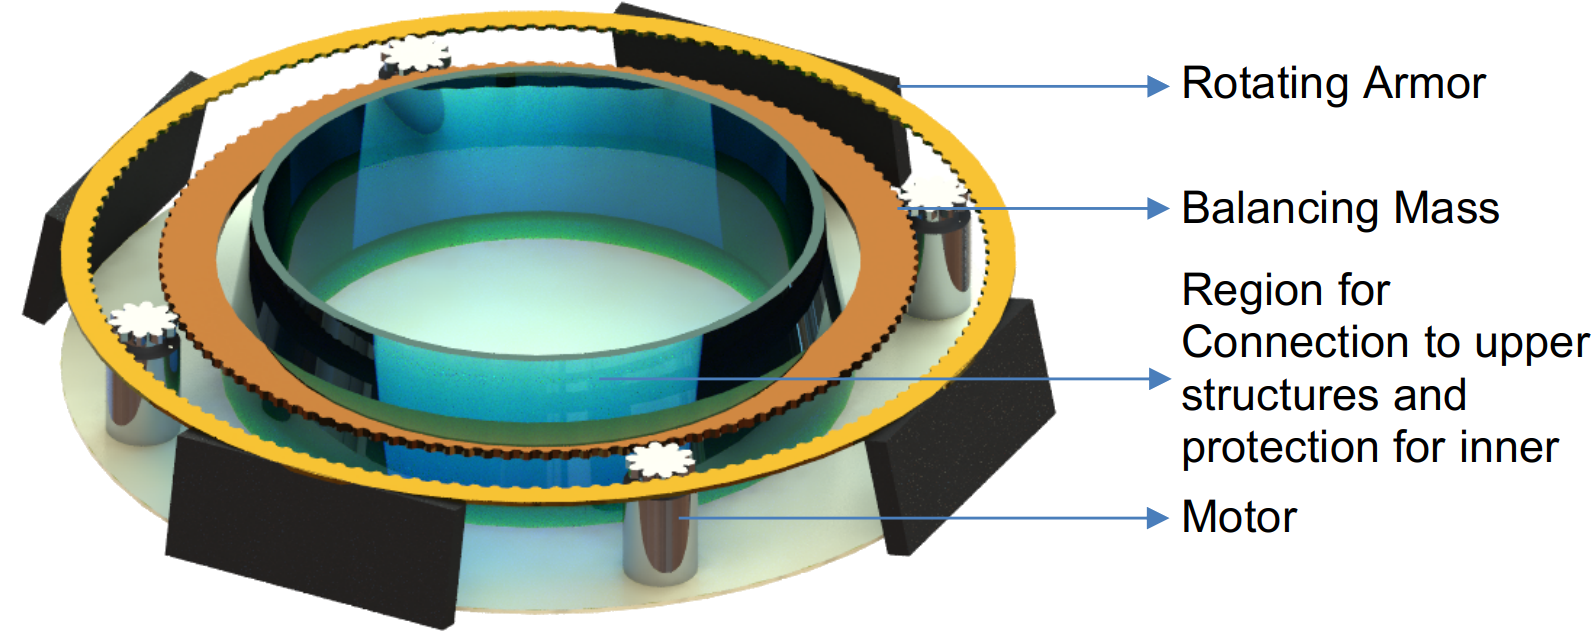 Rotating Armor
Balancing Mass
Region for
Connection to upper
structures and
protection for inner
Motor